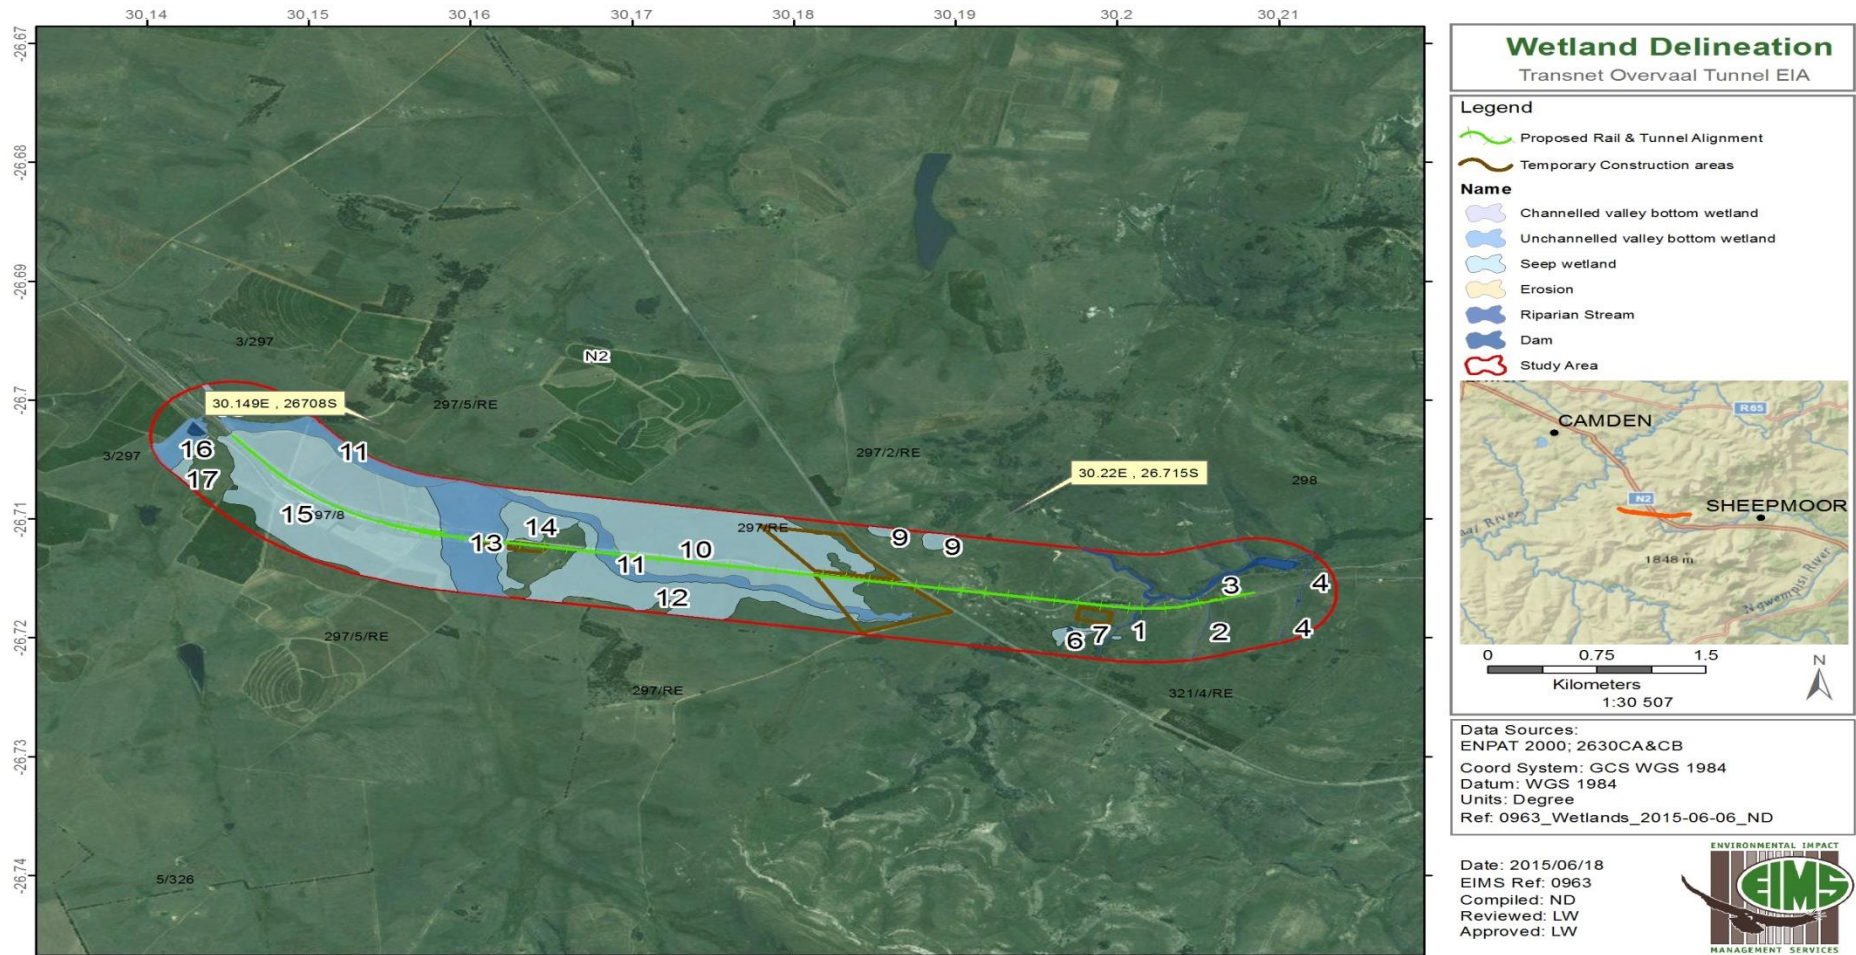 30.14 30.15 30.16 30.17 30.18 30.19 30.2 30.21
-26.67
-26.68
-26.69
-26.7
-26.71
-26.72
-26.73
-26.74
3/297
N2
30.149E , 26708S
297/5/RE
3/297
16
11
17
297/2/RE
30.22E , 26.715S
298
15
97/8
14
297/RE
13
10
11
9
9
12
3
4
6
7
1
2
4
297/5/RE
297/RE
321/4/RE
5/326
Wetland Delineation
Transnet Overvaal Tunnel EIA
Legend
Proposed Rail & Tunnel Alignment
Temporary Construction areas
Name
Channelled valley bottom wetland
Unchannelled valley bottom wetland
Seep wetland
Erosion
Riparian Stream
Dam
Study Area
R65
CAMDEN
N2
SHEEPMOOR
aal River
1848 m
Ngwempisi River
0 0.75 1.5
Kilometers
1:30 507
N
Data Sources:
ENPAT 2000; 2630CA&CB
Coord System: GCS WGS 1984
Datum: WGS 1984
Units: Degree
Ref: 0963_Wetlands_2015-06-06_ND
Date: 2015/06/18
EIMS Ref: 0963
Compiled: ND
Reviewed: LW
Approved: LW
ENVIRONMENTAL IMPACT
EIMS
MANAGEMENT SERVICES